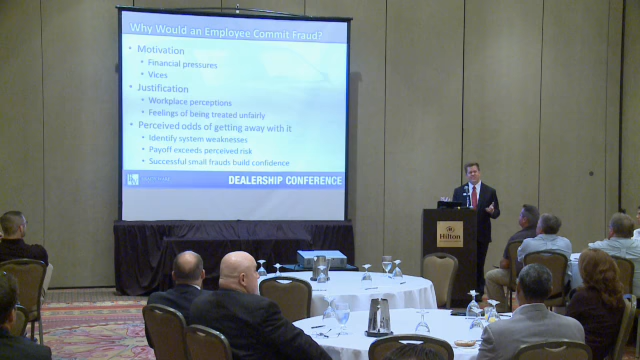 Why Would an Employee Commit Fraud?
• Motivation
• Financial pressures
• Vices
• Justification
• Workplace perceptions
• Feelings of being treated unfairly
• Perceived odds of getting away with it
• Identify system weaknesses
• Payoff exceeds perceived risk
• Successful small frauds build confidence
DEALERSHIP CONFERENCE
Hilton